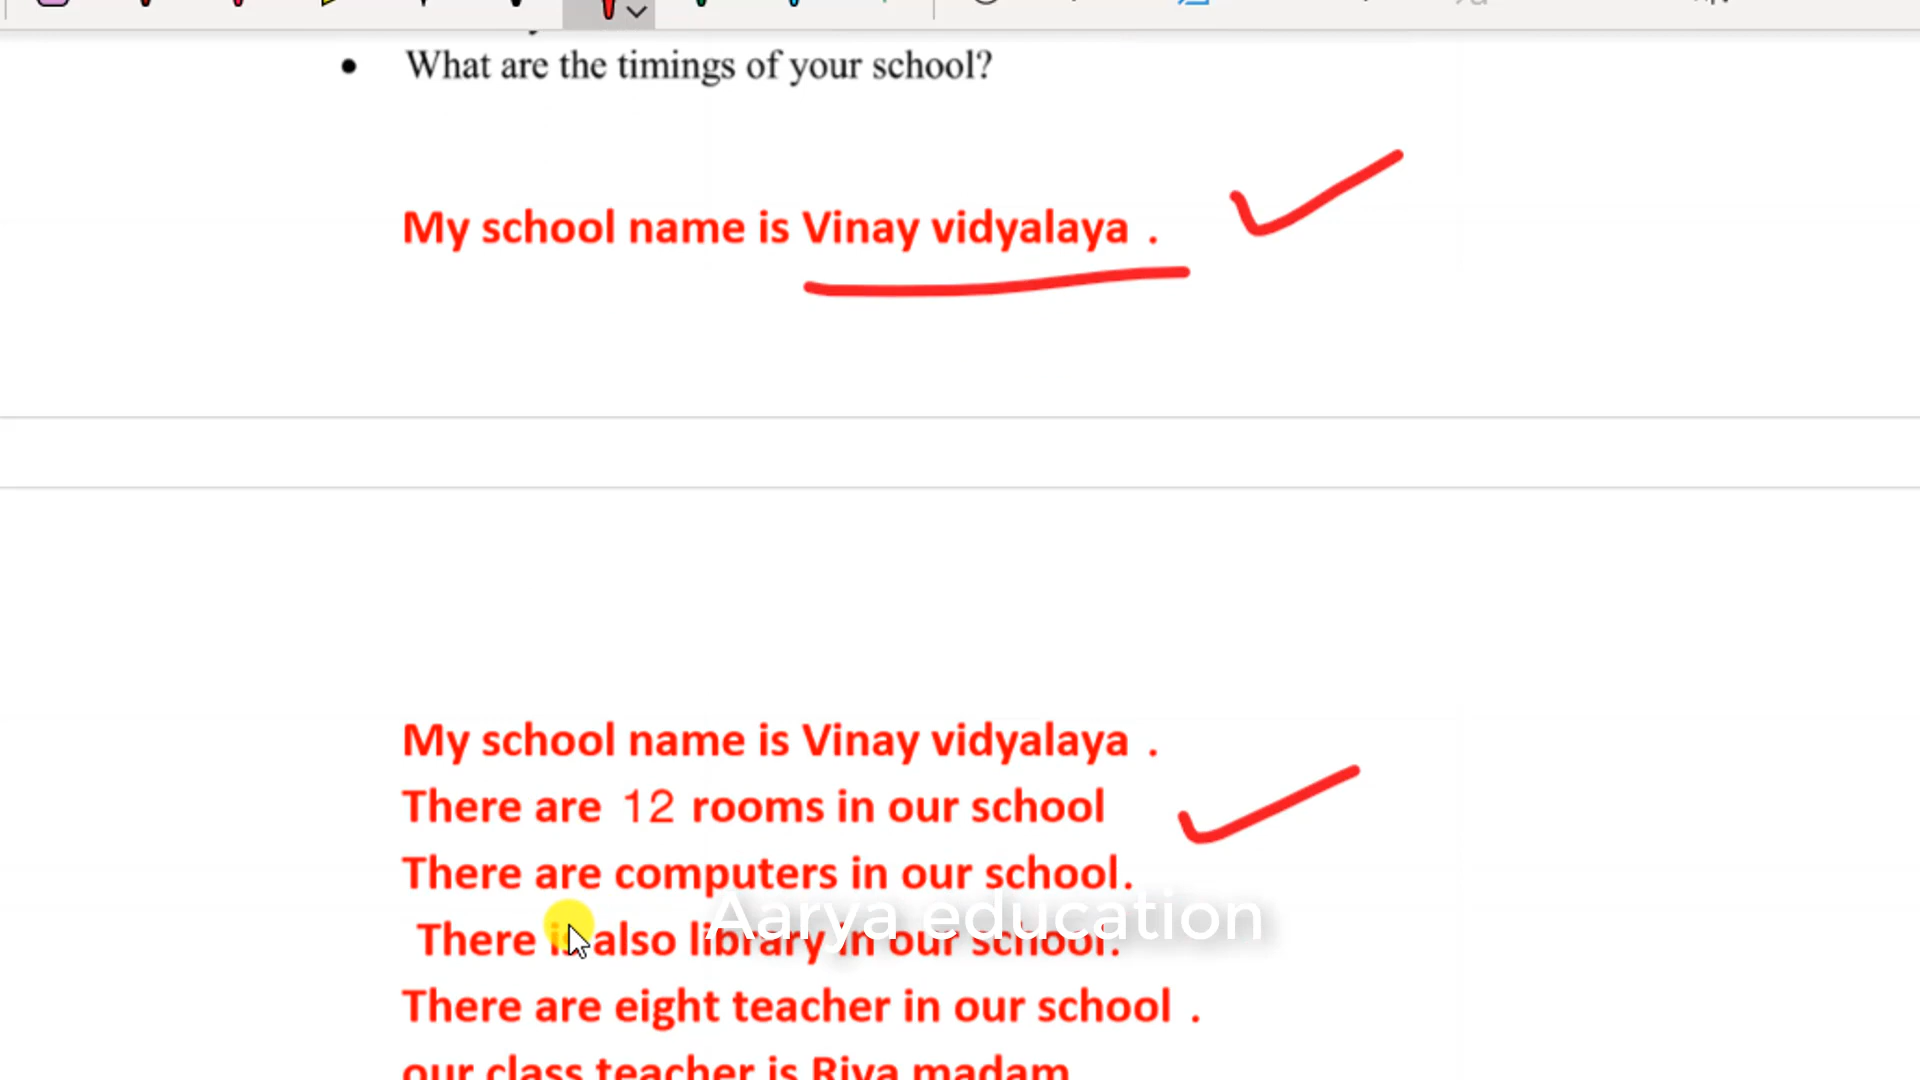 • What are the timings of your school?
My school name is Vinay vidyalaya .
My school name is Vinay vidyalaya .
There are 12 rooms in our school
There are computers in our school.
There is also library in our school.
Aarya education
There are eight teacher in our school .
our class teacher is Riya madam